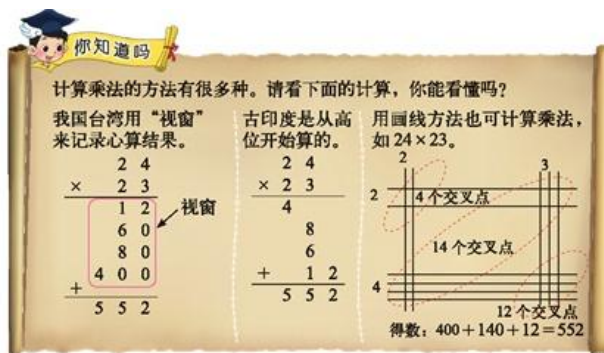 你知道吗
计算乘法的方法有很多种。请看下面的计算，你能看懂吗？
我国台湾用“视窗”
来记录心算结果。
2 4
× 2 3
1 2
6 0
8 0
4 0 0
+
5 5 2
视窗
古印度是从高
位开始算的。
2 4
× 2 3
4
8
6
+ 1 2
5 5 2
用画线方法也可计算乘法，
如 24×23。
2
3
2
4个交叉点
14个交叉点
4
12个交叉点
得数：400+140+12=552